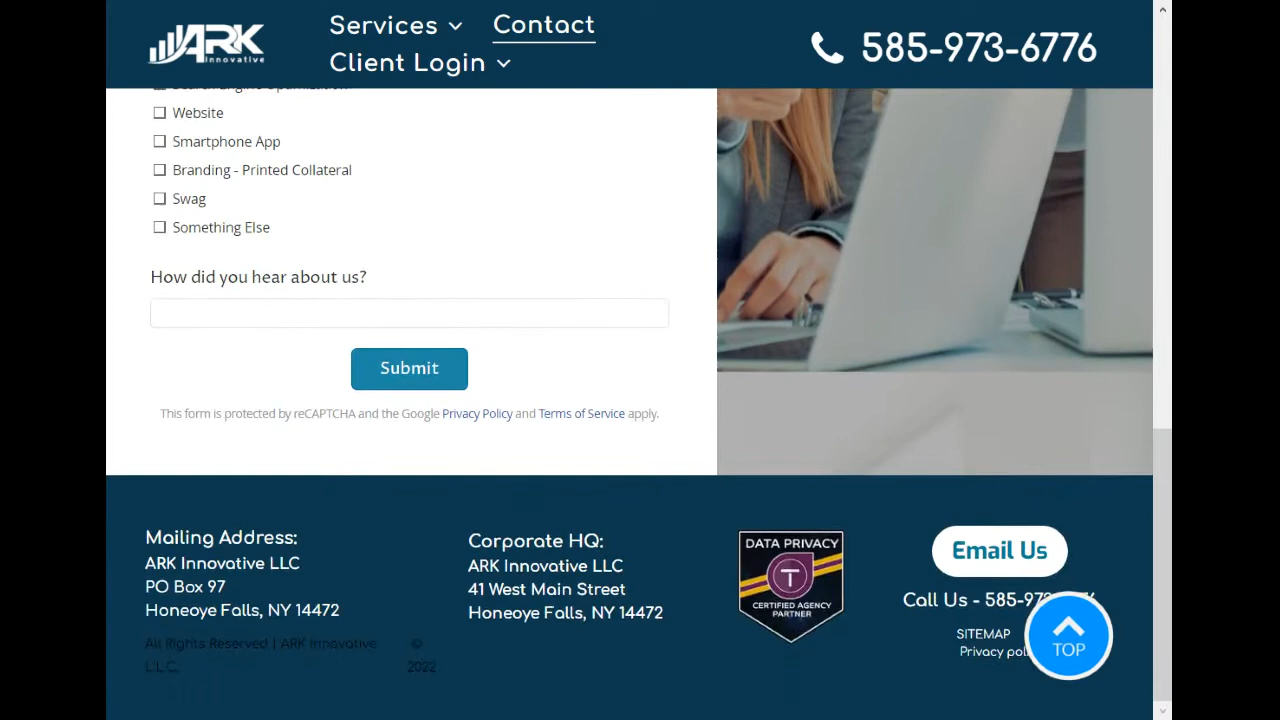 ARK
Innovative
Services
Contact
Client Login
585-973-6776
Search Engine Optimization
Website
Smartphone App
Branding - Printed Collateral
Swag
Something Else
How did you hear about us?
Submit
This form is protected by reCAPTCHA and the Google Privacy Policy and Terms of Service apply.
Mailing Address:
ARK Innovative LLC
PO Box 97
Honeoye Falls, NY 14472
All Rights Reserved | ARK Innovative
L.L.C.
©
2022
Corporate HQ:
ARK Innovative LLC
41 West Main Street
Honeoye Falls, NY 14472
DATA PRIVACY
T
CERTIFIED AGENCY
PARTNER
Email Us
Call Us - 585-973
SITEMAP
Privacy
TOP